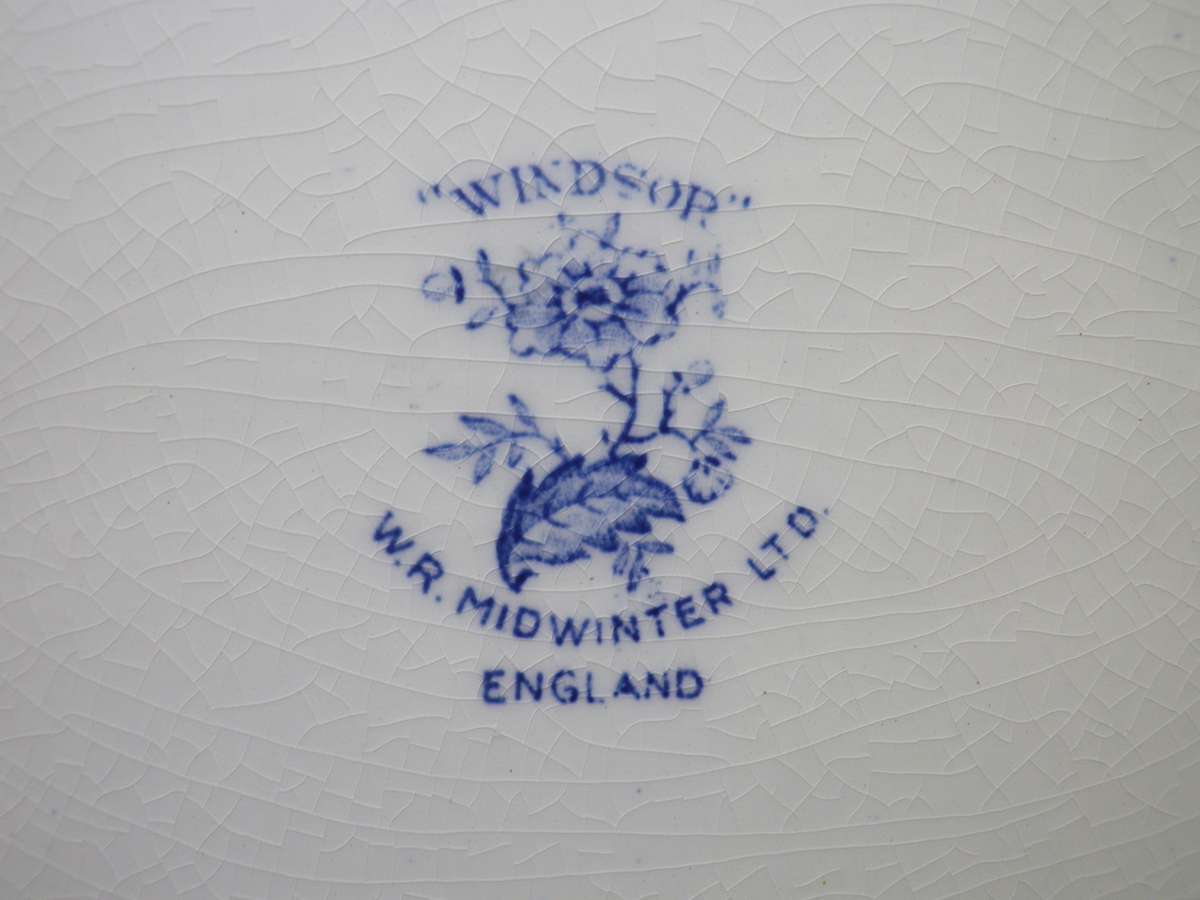 "WINDSOR"
W.R. MIDWINTER LTD.
ENGLAND